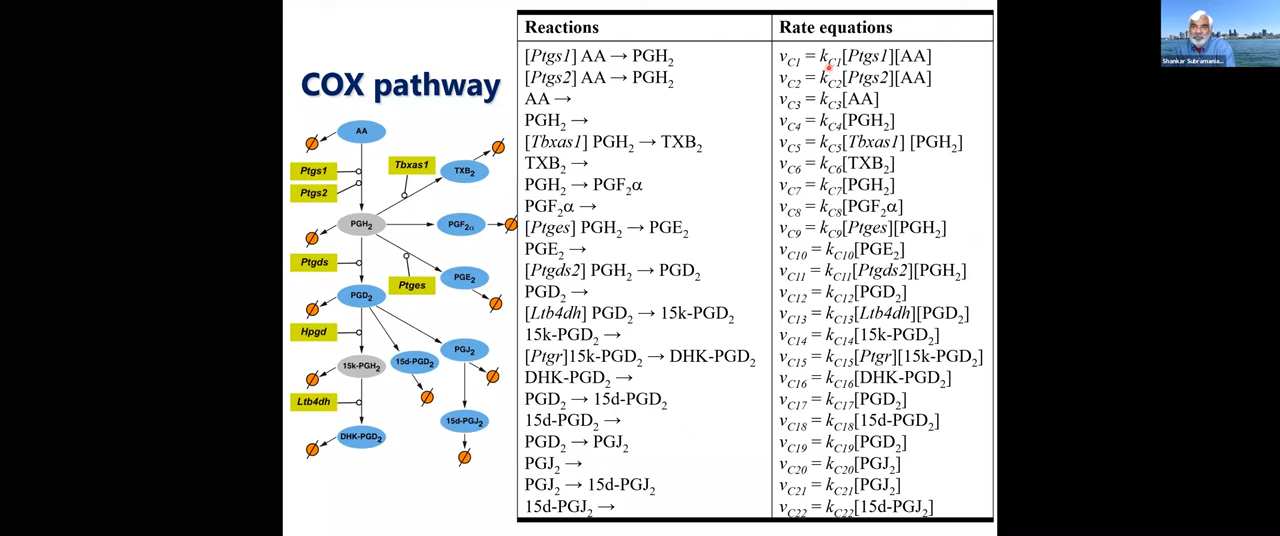 COX pathway
AA
Ptgs1
Ptgs2
Tbxas1
TXB2
PGH2
PGF2α
Ptgds
Ptges
PGE2
PGD2
Hpgd
PGJ2
15d-PGD2
15k-PGH2
Ltb4dh
15d-PGJ2
DHK-PGD2
Reactions Rate equations
[Ptgs1] AA → PGH2 vC1 = kC1[Ptgs1][AA]
[Ptgs2] AA → PGH2 vC2 = kC2[Ptgs2][AA]
AA → vC3 = kC3[AA]
PGH2 → vC4 = kC4[PGH2]
[Tbxas1] PGH2 → TXB2 vC5 = kC5[Tbxas1] [PGH2]
TXB2 → vC6 = kC6[TXB2]
PGH2 → PGF2α vC7 = kC7[PGH2]
PGF2α → vC8 = kC8[PGF2α]
[Ptges] PGH2 → PGE2 vC9 = kC9[Ptges][PGH2]
PGE2 → vC10 = kC10[PGE2]
[Ptgds2] PGH2 → PGD2 vC11 = kC11[Ptgds2][PGH2]
PGD2 → vC12 = kC12[PGD2]
[Ltb4dh] PGD2 → 15k-PGD2 vC13 = kC13[Ltb4dh][PGD2]
15k-PGD2 → vC14 = kC14[15k-PGD2]
[Ptgr]15k-PGD2 → DHK-PGD2 vC15 = kC15[Ptgr][15k-PGD2]
DHK-PGD2 → vC16 = kC16[DHK-PGD2]
PGD2 → 15d-PGD2 vC17 = kC17[PGD2]
15d-PGD2 → vC18 = kC18[15d-PGD2]
PGD2 → PGJ2 vC19 = kC19[PGD2]
PGJ2 → vC20 = kC20[PGJ2]
PGJ2 → 15d-PGJ2 vC21 = kC21[PGJ2]
15d-PGJ2 → vC22 = kC22[15d-PGJ2]
Shankar Subramania...